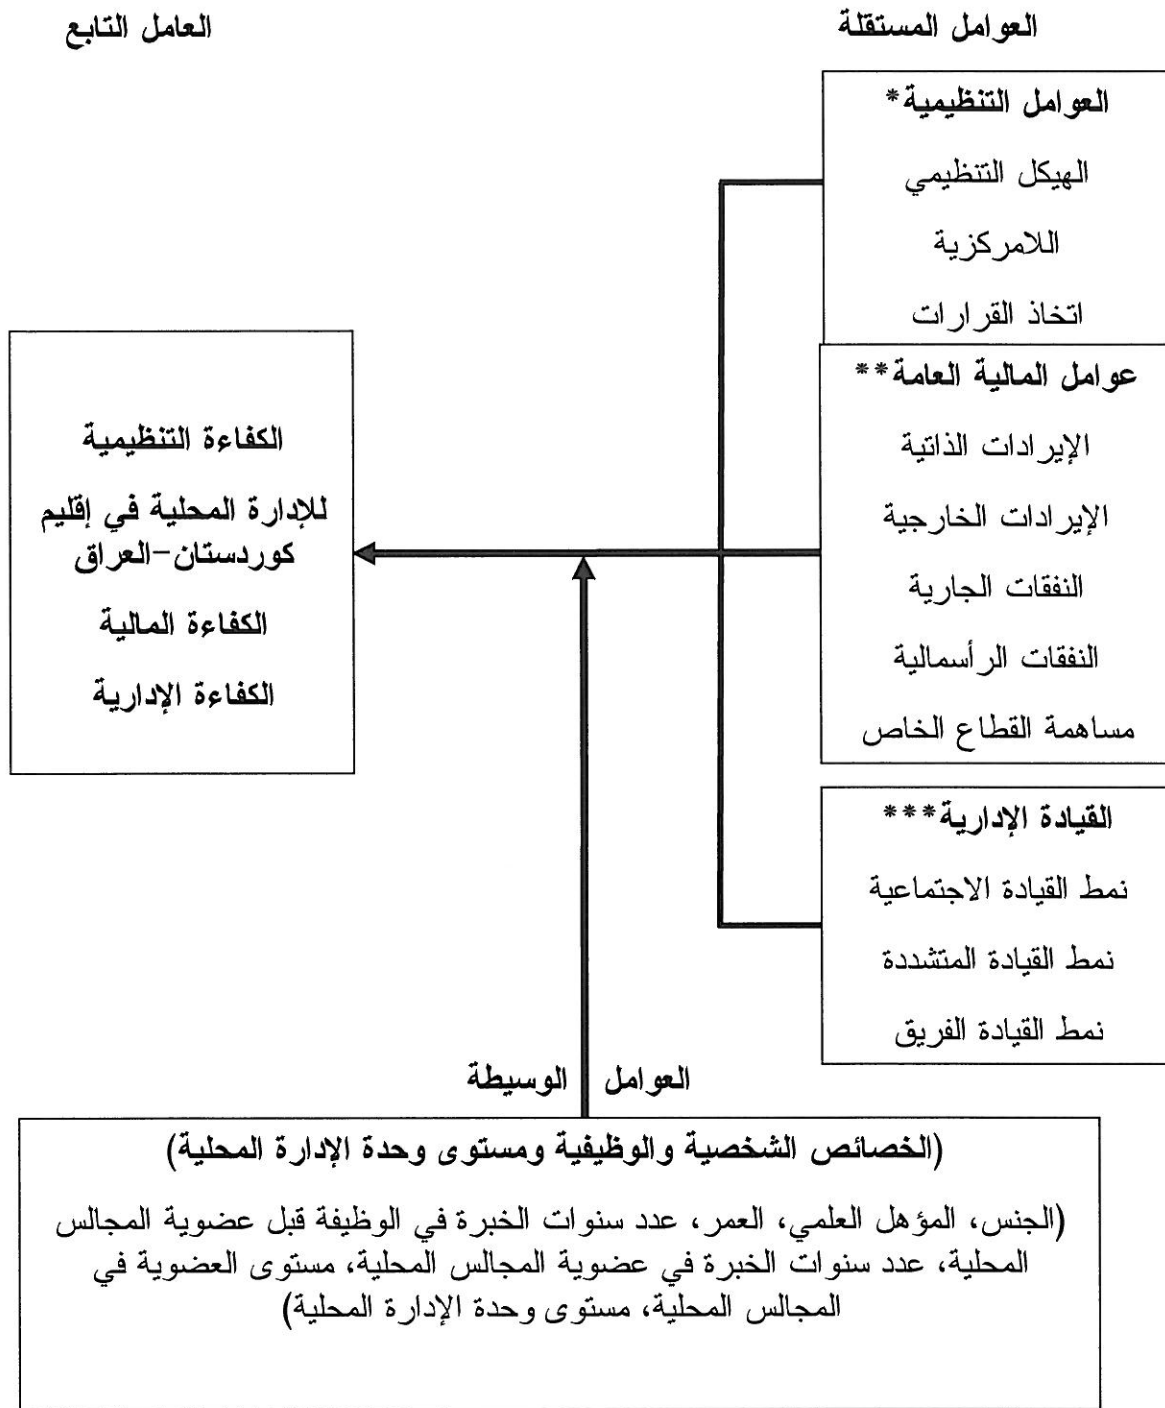 العوامل المستقلة
العامل التابع
العوامل التنظيمية*
الهيكل التنظيمي
اللامركزية
اتخاذ القرارات
عوامل المالية العامة**
الإيرادات الذاتية
الإيرادات الخارجية
النفقات الجارية
النفقات الرأسمالية
مساهمة القطاع الخاص
القيادة الإدارية***
نمط القيادة الاجتماعية
نمط القيادة المتشددة
نمط القيادة الفريق
الكفاءة التنظيمية
للإدارة المحلية في إقليم
كوردستان-العراق
الكفاءة المالية
الكفاءة الإدارية
العوامل الوسيطة
(الخصائص الشخصية والوظيفية ومستوى وحدة الإدارة المحلية)
(الجنس، المؤهل العلمي، العمر، عدد سنوات الخبرة في الوظيفة قبل عضوية المجالس
المحلية، عدد سنوات الخبرة في عضوية المجالس المحلية، مستوى العضوية في
المجالس المحلية، مستوى وحدة الإدارة المحلية)